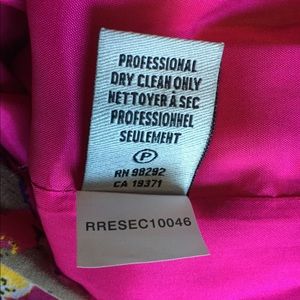 PROFESSIONAL
DRY CLEAN ONLY
NETTOYER À SEC
PROFESSIONNEL
SEULEMENT
P
RN 98292
CA 19371
RRESEC10046